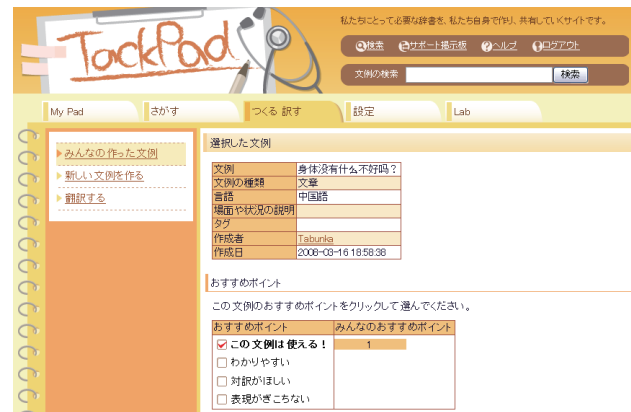 私たちにとって必要な辞書を、私たち自身で作り、共有していくサイトです。
TackPad
検索 サポート掲示板 ヘルプ ログアウト
文例の検索 検索
My Pad さがす つくる 訳す 設定 Lab
みんなの作った文例
新しい文例を作る
翻訳する
選択した文例
文例 身体没有什么不好吗？
文例の種類 文章
言語 中国語
場面や状況の説明
タグ
作成者 Tabunka
作成日 2008-03-16 18:58:38
おすすめポイント
この文例のおすすめポイントをクリックして選んでください。
おすすめポイント みんなのおすすめポイント
この文例は使える！ 1
わかりやすい
対訳がほしい
表現がぎこちない